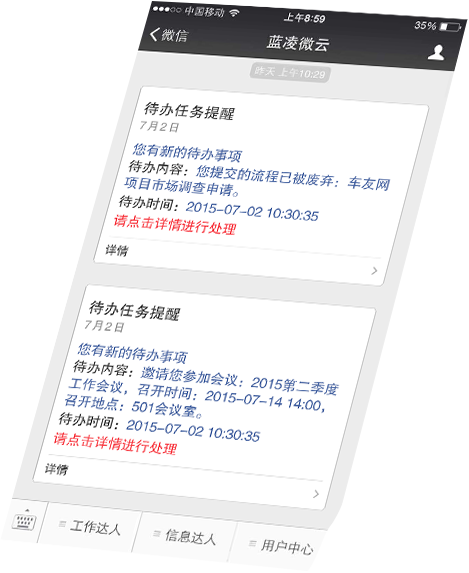 中国移动 上午8:59 35%
微信 蓝凌微云
昨天 上午10:29
待办任务提醒
7月2日
您有新的待办事项
待办内容：您提交的流程已被废弃：车友网
项目市场调查申请。
待办时间：2015-07-02 10:30:35
请点击详情进行处理
详情
待办任务提醒
7月2日
您有新的待办事项
待办内容：邀请您参加会议：2015第二季度
工作会议，召开时间：2015-07-14 14:00，
召开地点：501会议室。
待办时间：2015-07-02 10:30:35
请点击详情进行处理
详情
工作达人 信息达人 用户中心